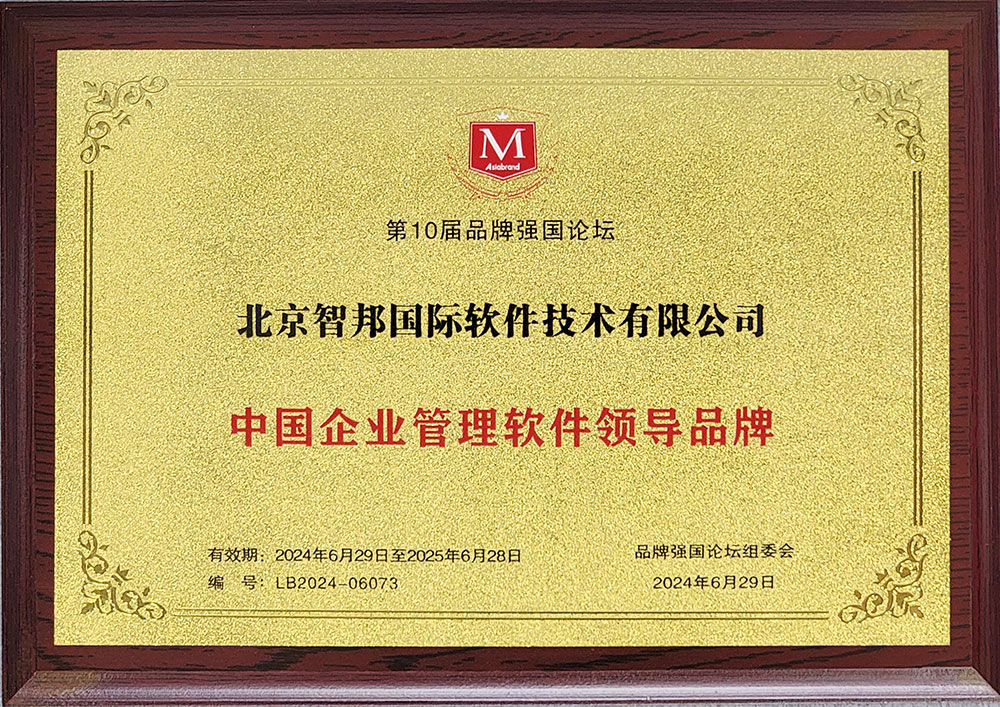 M
Asiabrand
第10届品牌强国论坛
北京智邦国际软件技术有限公司
中国企业管理软件领导品牌
有效期：2024年6月29日至2025年6月28日
编 号：LB2024-06073
品牌强国论坛组委会
2024年6月29日